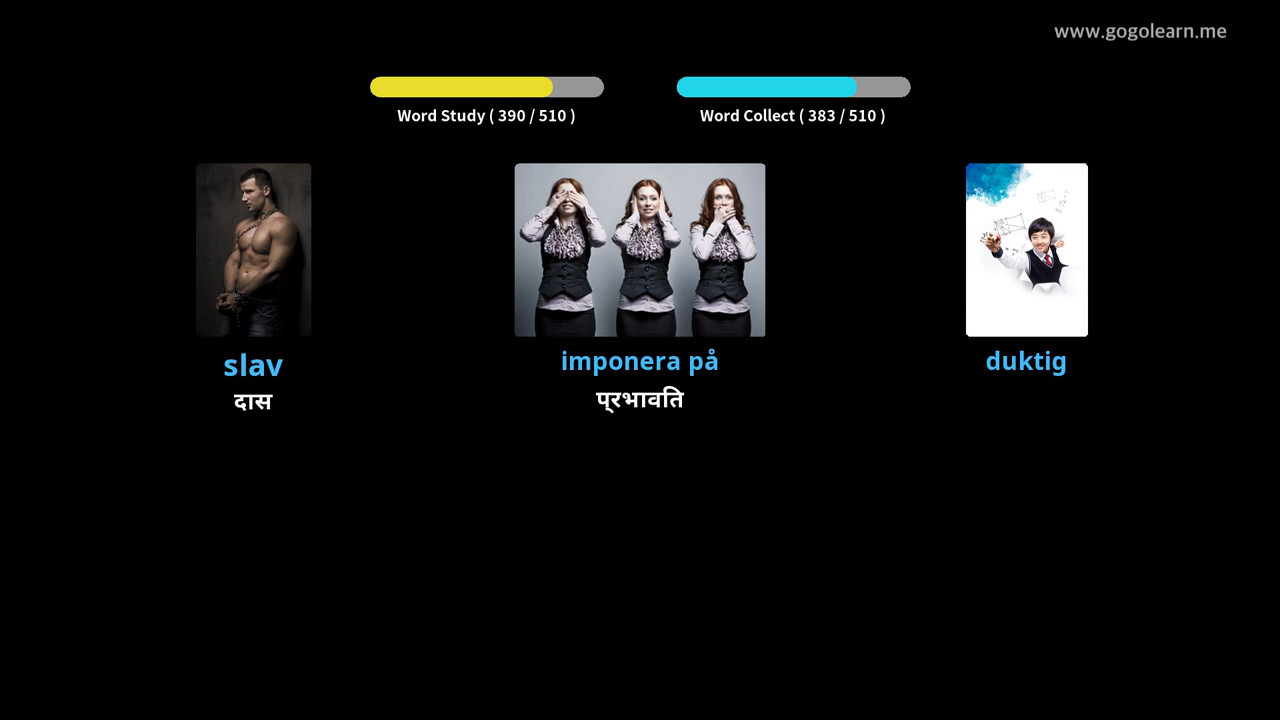 www.gogolearn.me
Word Study ( 390 / 510 )
Word Collect ( 383 / 510 )
slav
imponera på
duktig
दास
प्रभावति